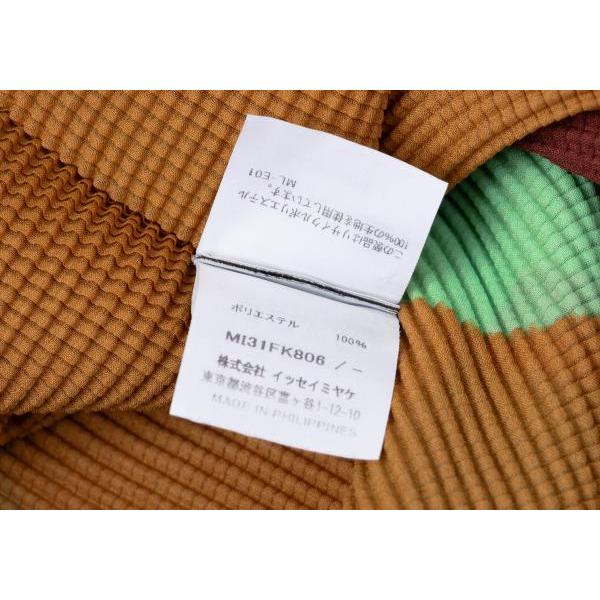 この製品はリサイクルポリエステル
100%の生地を使用しています。
ML-E01
ポリエステル 100%
MI31FK806 / -
株式会社 イッセイミヤケ
東京都渋谷区富ヶ谷1-12-10
MADE IN PHILIPPINES